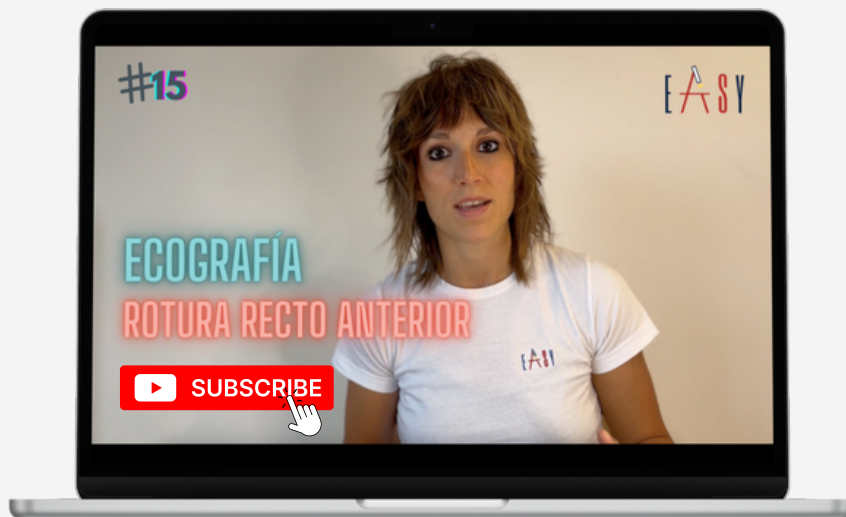 #15
EASY
ECOGRAFÍA
ROTURA RECTO ANTERIOR
EASY
SUBSCRIBE